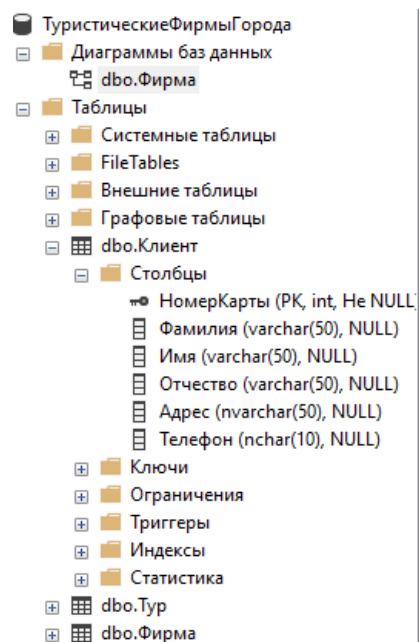 ТуристическиеФирмыГорода
Диаграммы баз данных
dbo.Фирма
Таблицы
Системные таблицы
FileTables
Внешние таблицы
Графовые таблицы
dbo.Клиент
Столбцы
НомерКарты (PK, int, Не NULL
Фамилия (varchar(50), NULL)
Имя (varchar(50), NULL)
Отчество (varchar(50), NULL)
Адрес (nvarchar(50), NULL)
Телефон (nchar(10), NULL)
Ключи
Ограничения
Триггеры
Индексы
Статистика
dbo.Тур
dbo.Фирма